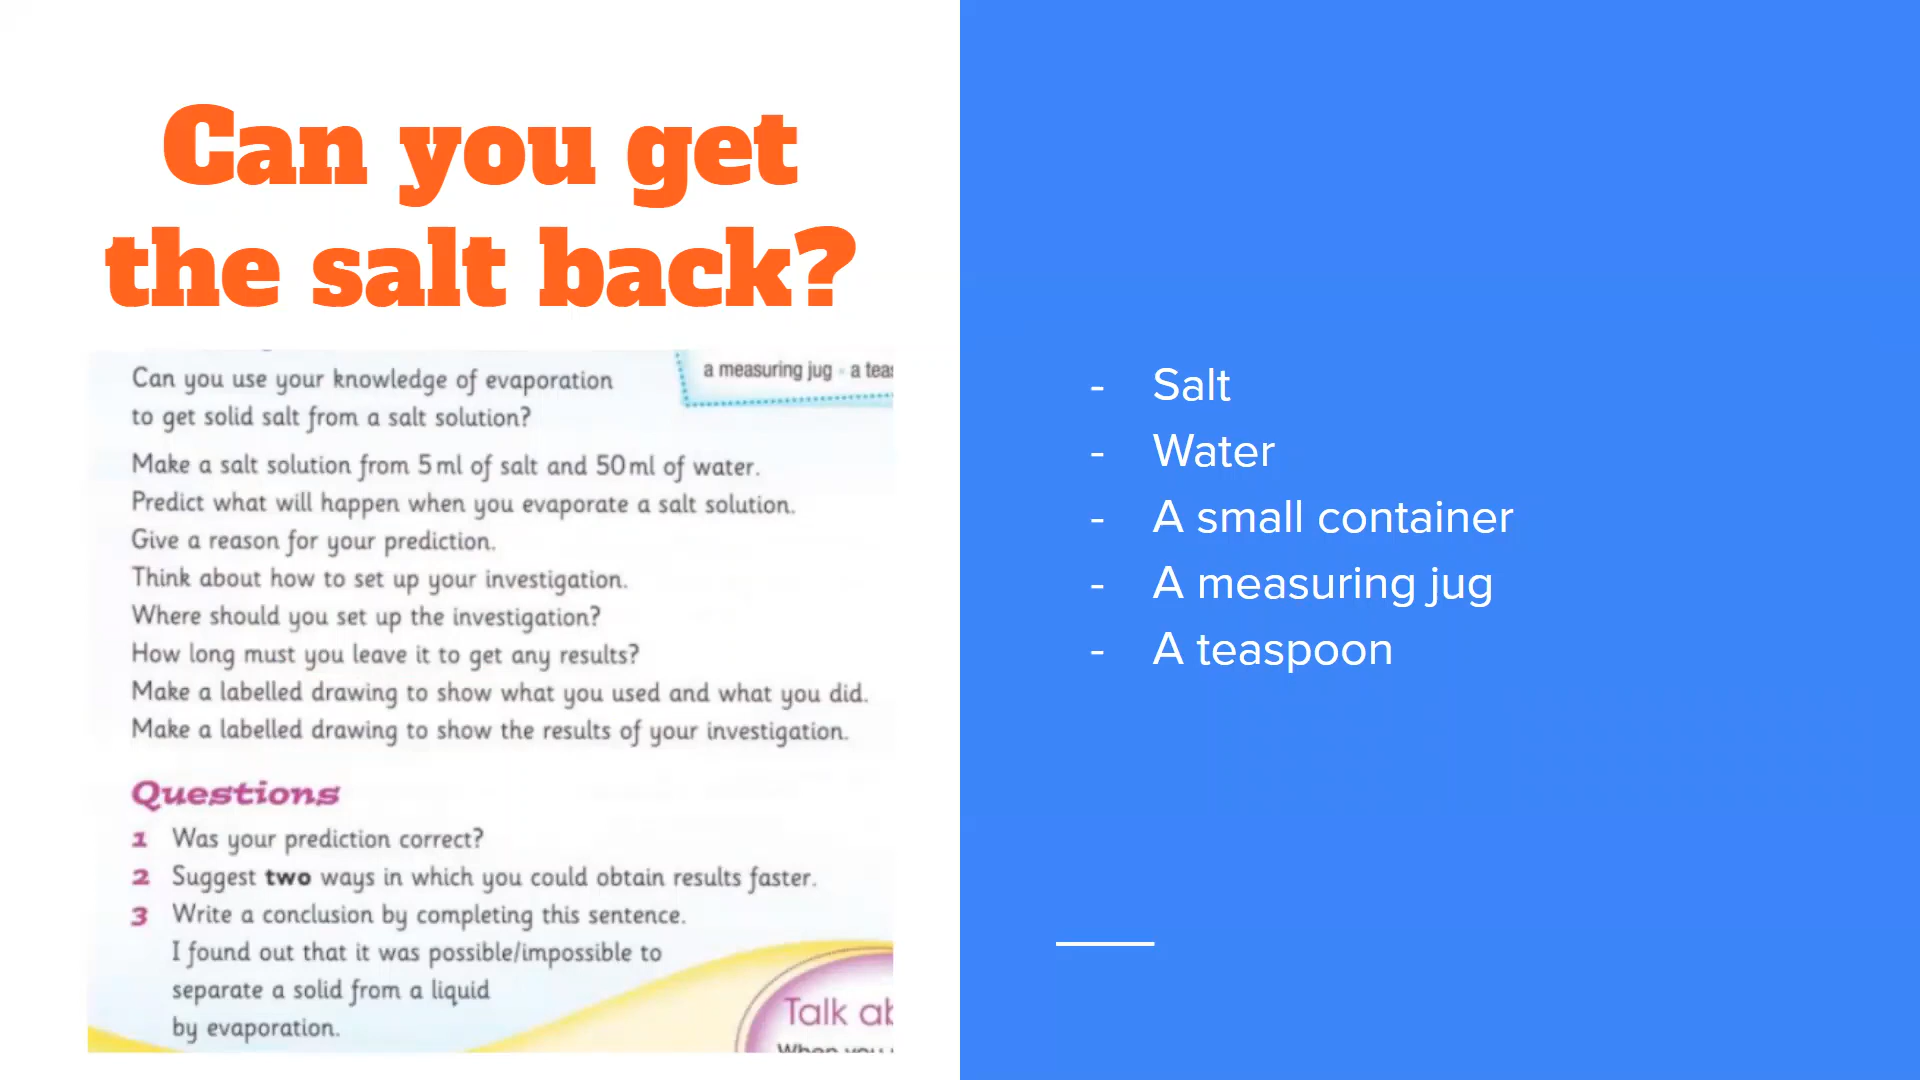 Can you get
the salt back?
a measuring jug · a
Can you use your knowledge of evaporation
to get solid salt from a salt solution?
Make a salt solution from 5 ml of salt and 50 ml of water.
Predict what will happen when you evaporate a salt solution.
Give a reason for your prediction.
Think about how to set up your investigation.
Where should you set up the investigation?
How long must you leave it to get any results?
Make a labelled drawing to show what you used and what you did.
Make a labelled drawing to show the results of your investigation.
Questions
1 Was your prediction correct?
2 Suggest two ways in which you could obtain results faster.
3 Write a conclusion by completing this sentence.
I found out that it was possible/impossible to
separate a solid from a liquid
by evaporation.
Talk
- Salt
- Water
- A small container
- A measuring jug
- A teaspoon